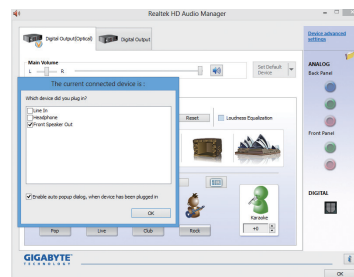 Realtek HD Audio Manager
Digital Output(Optical)
Digital Output
Device advanced settings
Main Volume
L
R
Set Default Device
ANALOG
Back Panel
The current connected device is :
Which device did you plug in?
Line In
Headphone
Front Speaker Out
Reset
Loudness Equalization
Front Panel
Enable auto popup dialog, when device has been plugged in
OK
DIGITAL
Karaoke
+0
Pop
Live
Club
Rock
GIGABYTE
TECHNOLOGY
OK